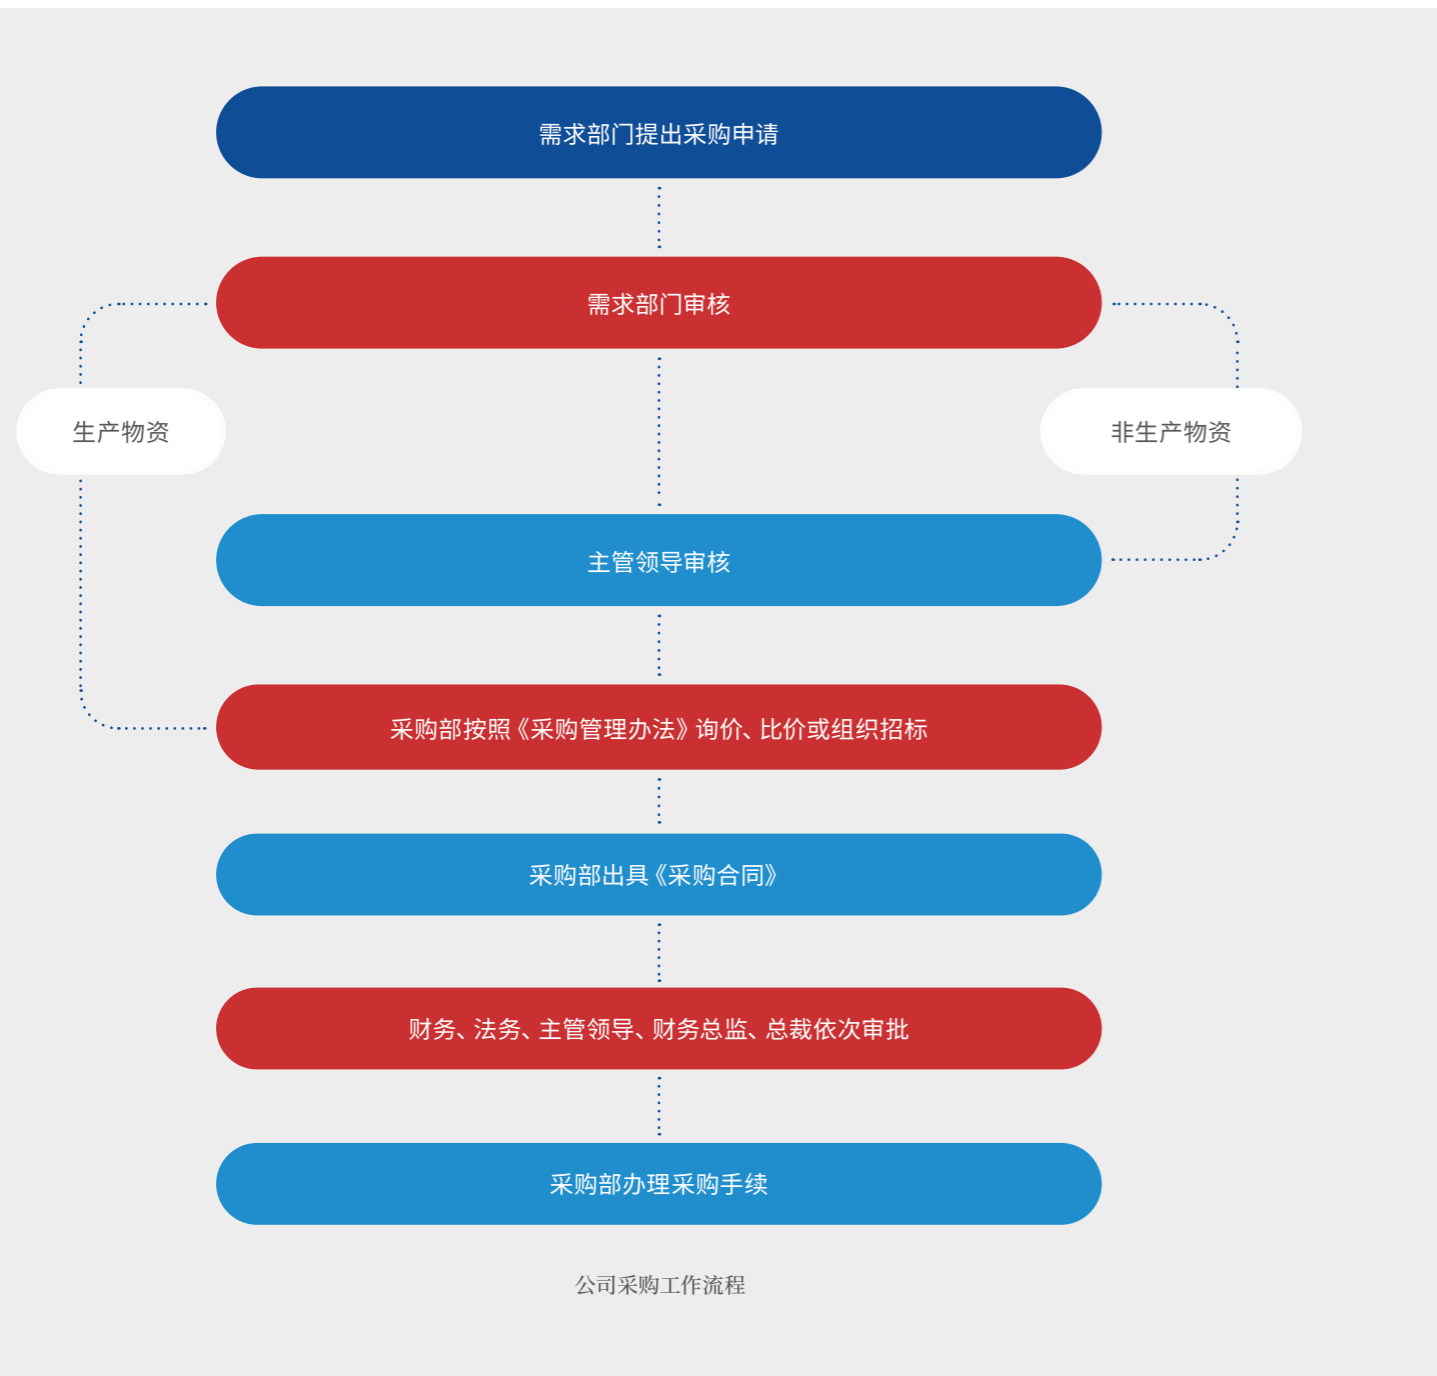 需求部门提出采购申请
需求部门审核
生产物资
非生产物资
主管领导审核
采购部按照《采购管理办法》询价、比价或组织招标
采购部出具《采购合同》
财务、法务、主管领导、财务总监、总裁依次审批
采购部办理采购手续
公司采购工作流程